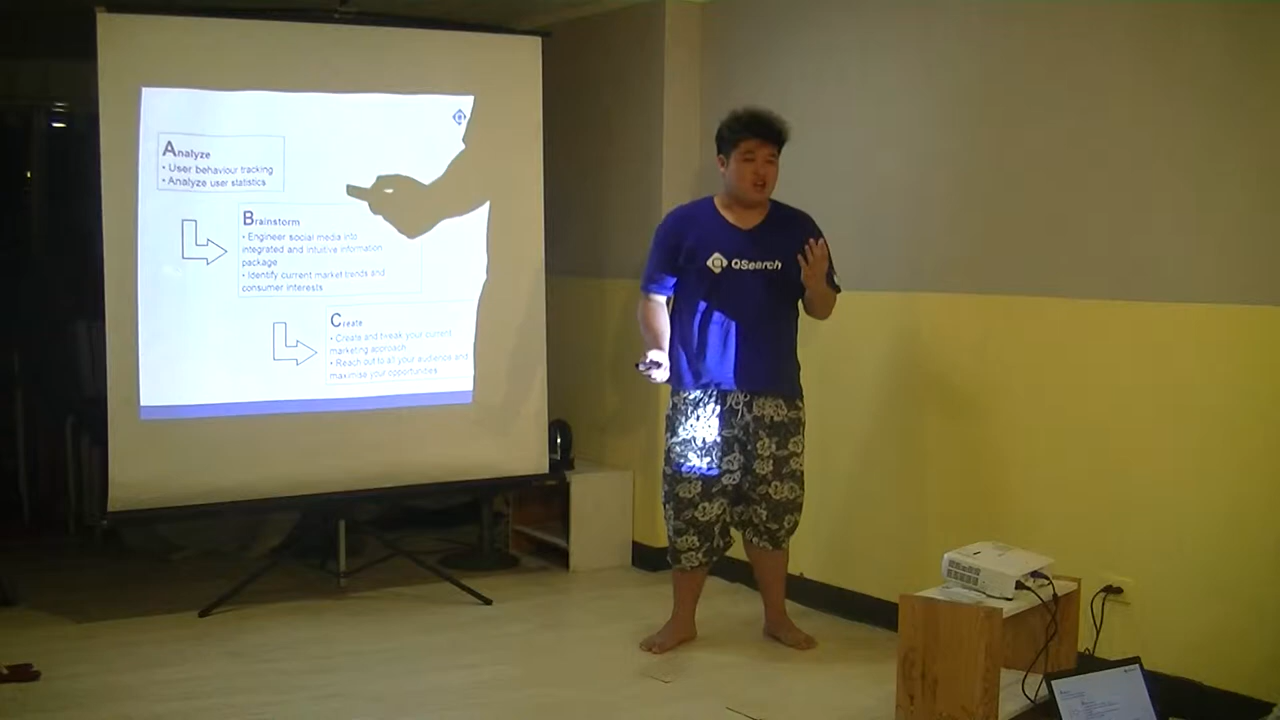 Analyze
• User behaviour tracking
• Analyze user statistics
Brainstorm
• Engineer social media into
integrated and intuitive information
package
• Identify current market trends and
consumer interests
Create
• Create and tweak your current
marketing approach
• Reach out to all your audience and
maximise your opportunities
QSearch